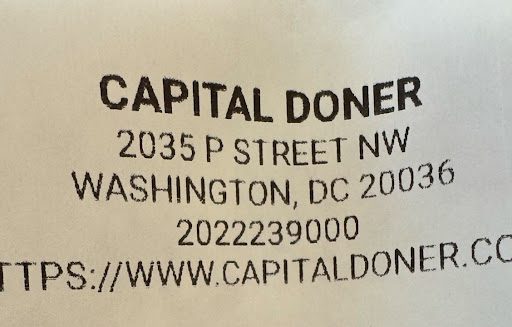 CAPITAL DONER
2035 P STREET NW
WASHINGTON, DC 20036
2022239000
TTPS://WWW.CAPITALDONER.CO